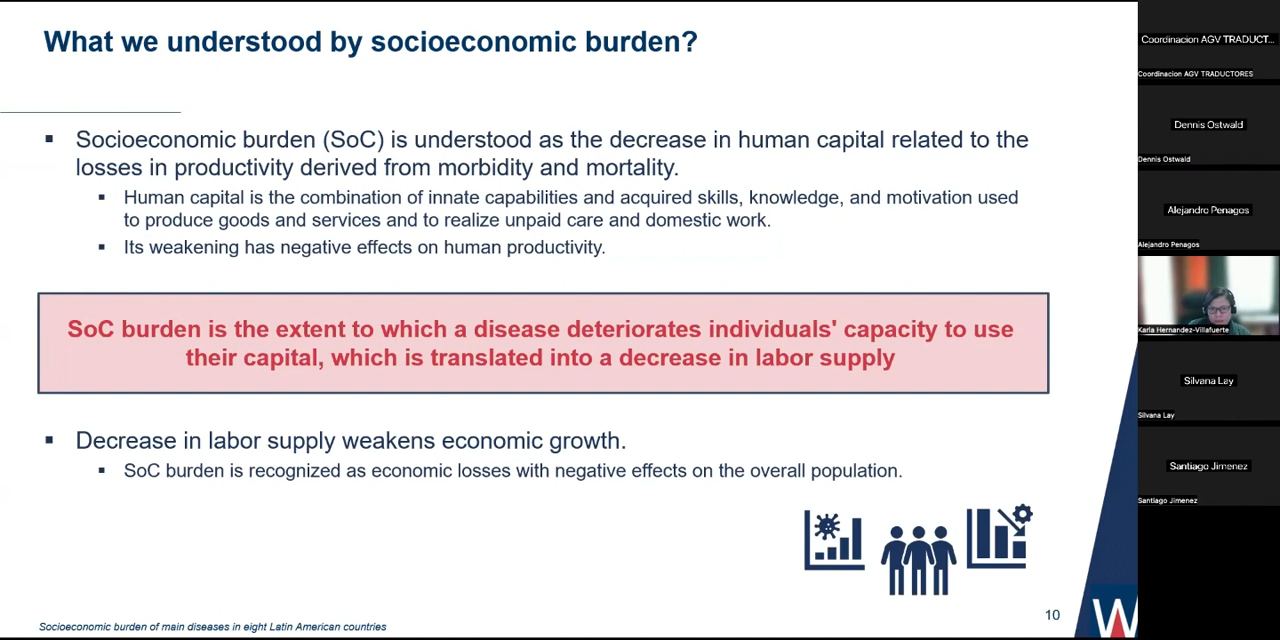 What we understood by socioeconomic burden?
Socioeconomic burden (SoC) is understood as the decrease in human capital related to the
losses in productivity derived from morbidity and mortality.
Human capital is the combination of innate capabilities and acquired skills, knowledge, and motivation used
to produce goods and services and to realize unpaid care and domestic work.
Its weakening has negative effects on human productivity.
SoC burden is the extent to which a disease deteriorates individuals' capacity to use
their capital, which is translated into a decrease in labor supply
Decrease in labor supply weakens economic growth.
SoC burden is recognized as economic losses with negative effects on the overall population.
10
W
Socioeconomic burden of main diseases in eight Latin American countries
Coordinacion AGV TRADUCT...
Coordinacion AGV TRADUCTORES
Dennis Ostwald
Dennis Ostwald
Alejandro Penagos
Alejandro Penagos
Karla Hernandez-Villafuerte
Silvana Lay
Silvana Lay
Santiago Jimenez
Santiago Jimenez